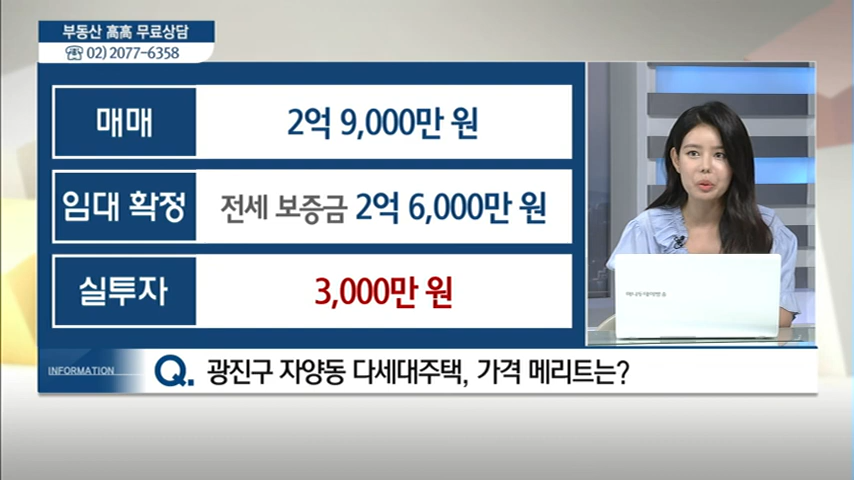 부동산 高高 무료상담
☎ 02) 2077-6358
매매
2억 9,000만 원
임대 확정
전세 보증금 2억 6,000만 원
실투자
3,000만 원
INFORMATION
Q. 광진구 자양동 다세대주택, 가격 메리트는?